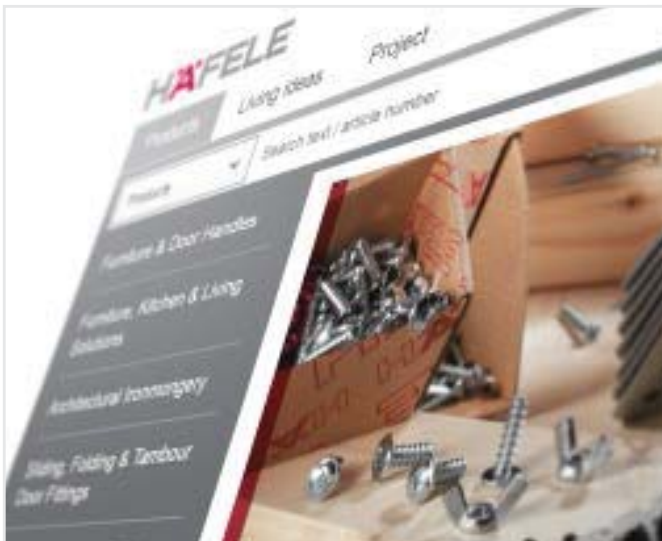 HÄFELE
Products
Living ideas
Project
Products
Search text / article number
Furniture & Door Handles
Furniture, Kitchen & Living
Solutions
Architectural Ironmongery
Sliding, Folding & Tambour
Door Fittings